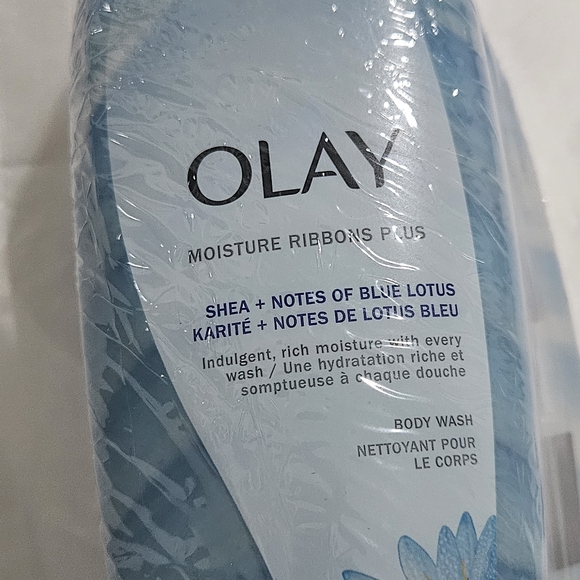 OLAY
MOISTURE RIBBONS PLUS
SHEA + NOTES OF BLUE LOTUS
KARITÉ + NOTES DE LOTUS BLEU
Indulgent, rich moisture with every
wash / Une hydratation riche et
somptueuse à chaque douche
BODY WASH
NETTOYANT POUR
LE CORPS